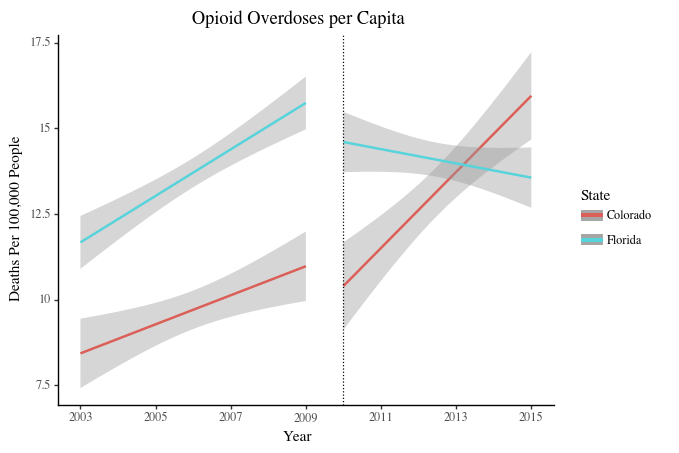 Opioid Overdoses per Capita
17.5
15
12.5
10
7.5
Deaths Per 100,000 People
2003 2005 2007 2009 2011 2013 2015
Year
State
Colorado
Florida